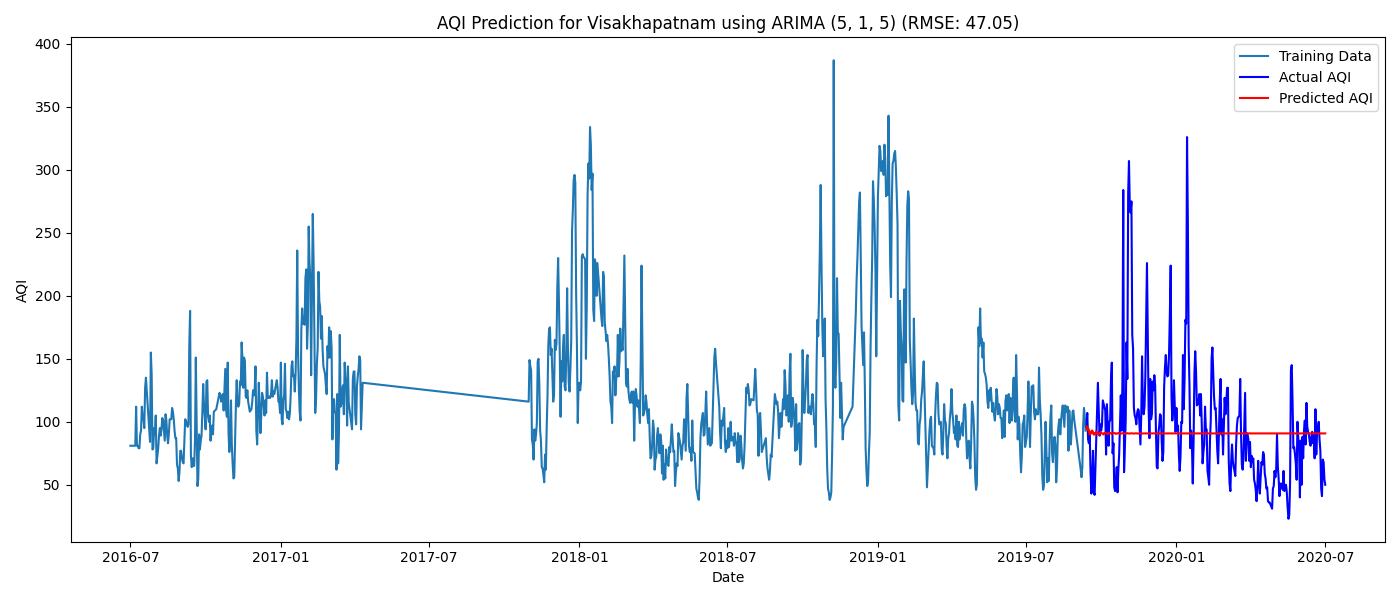 AQI Prediction for Visakhapatnam using ARIMA (5, 1, 5) (RMSE: 47.05)
Training Data
Actual AQI
Predicted AQI
400
350
300
250
200
150
100
50
AQI
2016-07
2017-01
2017-07
2018-01
2018-07
2019-01
2019-07
2020-01
2020-07
Date